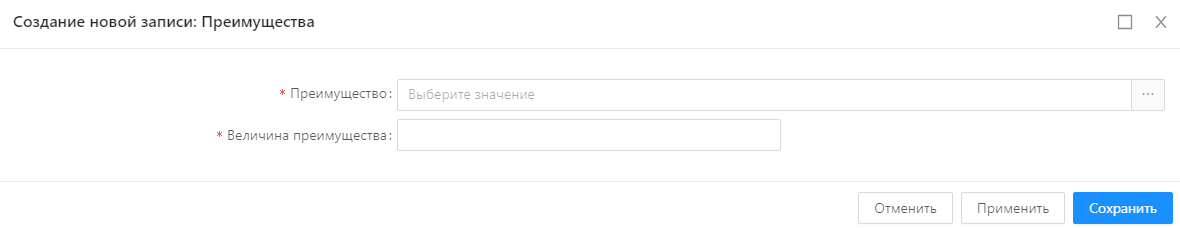 Создание новой записи: Преимущества
* Преимущество: Выберите значение ...
* Величина преимущества:
Отменить Применить Сохранить